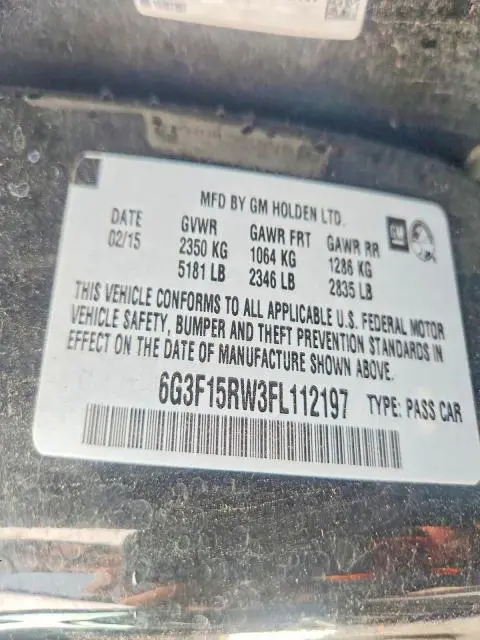 MFD BY GM HOLDEN LTD.
DATE GVWR GAWR FRT GAWR RR
02/15 2350 KG 1064 KG 1286 KG
5181 LB 2346 LB 2835 LB
GM
THIS VEHICLE CONFORMS TO ALL APPLICABLE U.S. FEDERAL MOTOR
VEHICLE SAFETY, BUMPER AND THEFT PREVENTION STANDARDS IN
EFFECT ON THE DATE OF MANUFACTURE SHOWN ABOVE.
6G3F15RW3FL112197 TYPE: PASS CAR